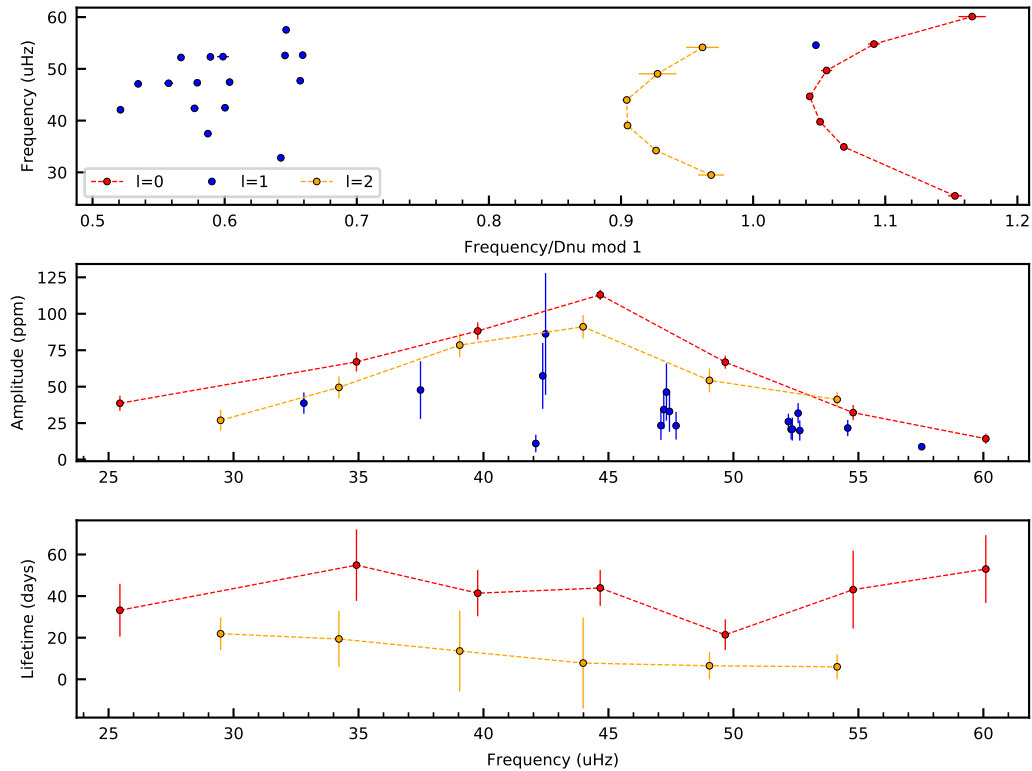 Frequency (uHz)
60
50
40
30
l=0 l=1 l=2
0.5 0.6 0.7 0.8 0.9 1.0 1.1 1.2
Frequency/Dnu mod 1
Amplitude (ppm)
125
100
75
50
25
0
25 30 35 40 45 50 55 60
Lifetime (days)
60
40
20
0
25 30 35 40 45 50 55 60
Frequency (uHz)